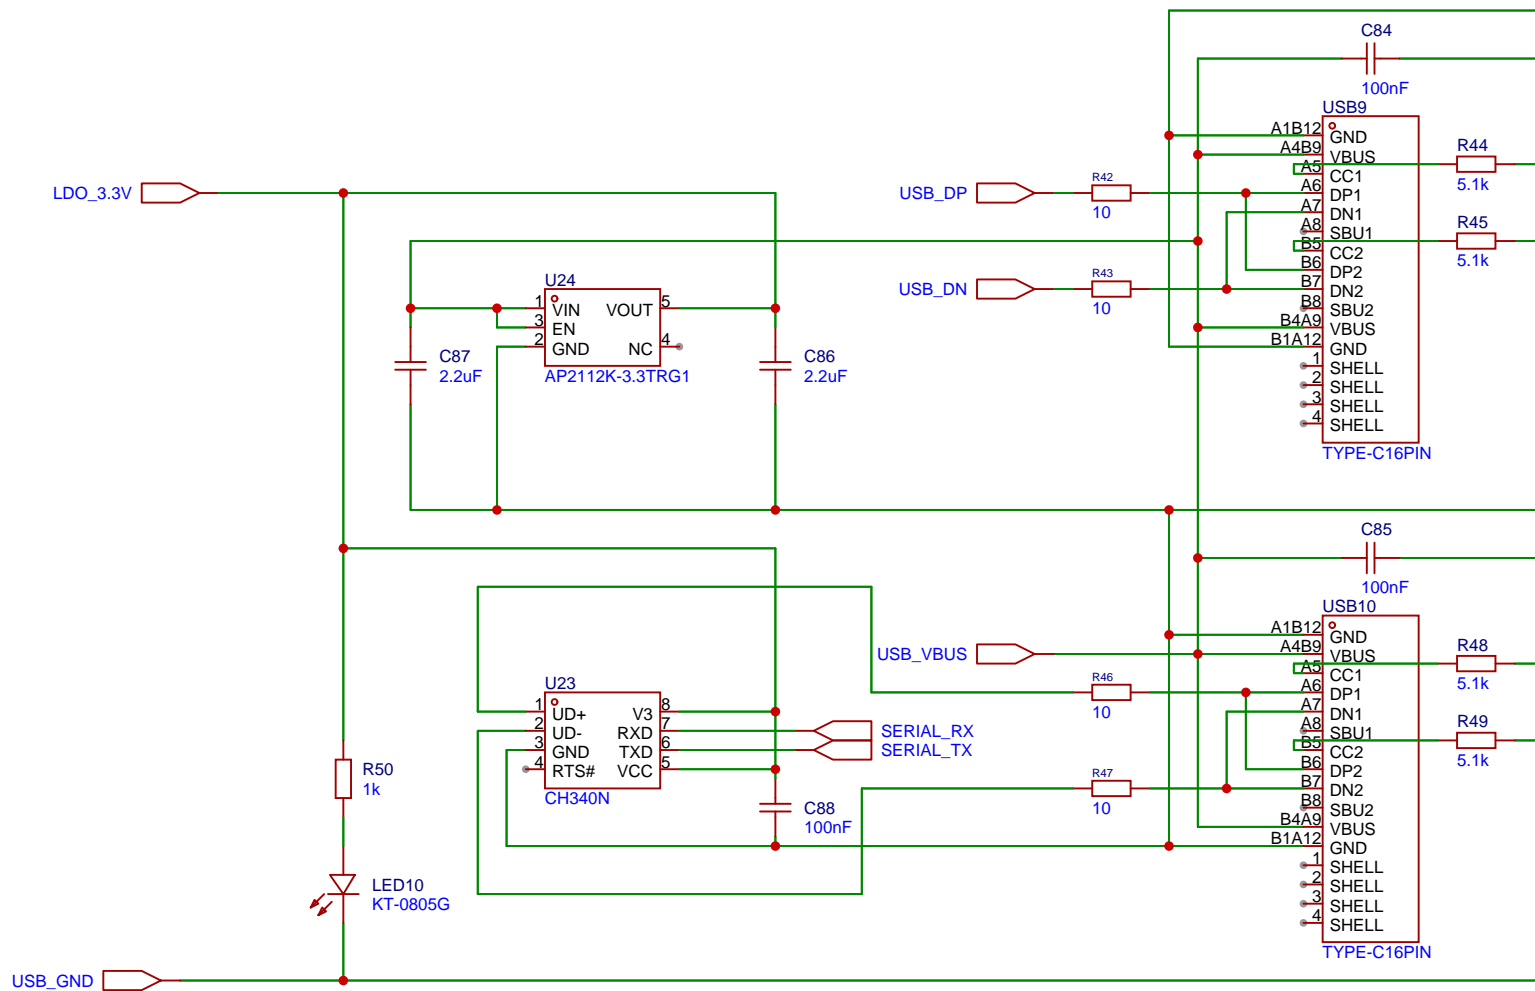 LDO_3.3V
U24
1
3
2
VIN
EN
GND
VOUT
NC
5
4
AP2112K-3.3TRG1
C87
2.2uF
C86
2.2uF
USB_DP
R42
10
USB_DN
R43
10
C84
100nF
USB9
A1B12 GND
A4B9 VBUS
A5 CC1
A6 DP1
A7 DN1
A8 SBU1
B5 CC2
B6 DP2
B7 DN2
B8 SBU2
B4A9 VBUS
B1A12 GND
1 SHELL
2 SHELL
3 SHELL
4 SHELL
TYPE-C16PIN
R44
5.1k
R45
5.1k
C85
100nF
USB10
A1B12 GND
A4B9 VBUS
A5 CC1
A6 DP1
A7 DN1
A8 SBU1
B5 CC2
B6 DP2
B7 DN2
B8 SBU2
B4A9 VBUS
B1A12 GND
1 SHELL
2 SHELL
3 SHELL
4 SHELL
TYPE-C16PIN
R48
5.1k
R49
5.1k
USB_VBUS
R46
10
R47
10
U23
1 UD+
2 UD-
3 GND
4 RTS#
V3 8
RXD 7
TXD 6
VCC 5
CH340N
SERIAL_RX
SERIAL_TX
C88
100nF
R50
1k
LED10
KT-0805G
USB_GND